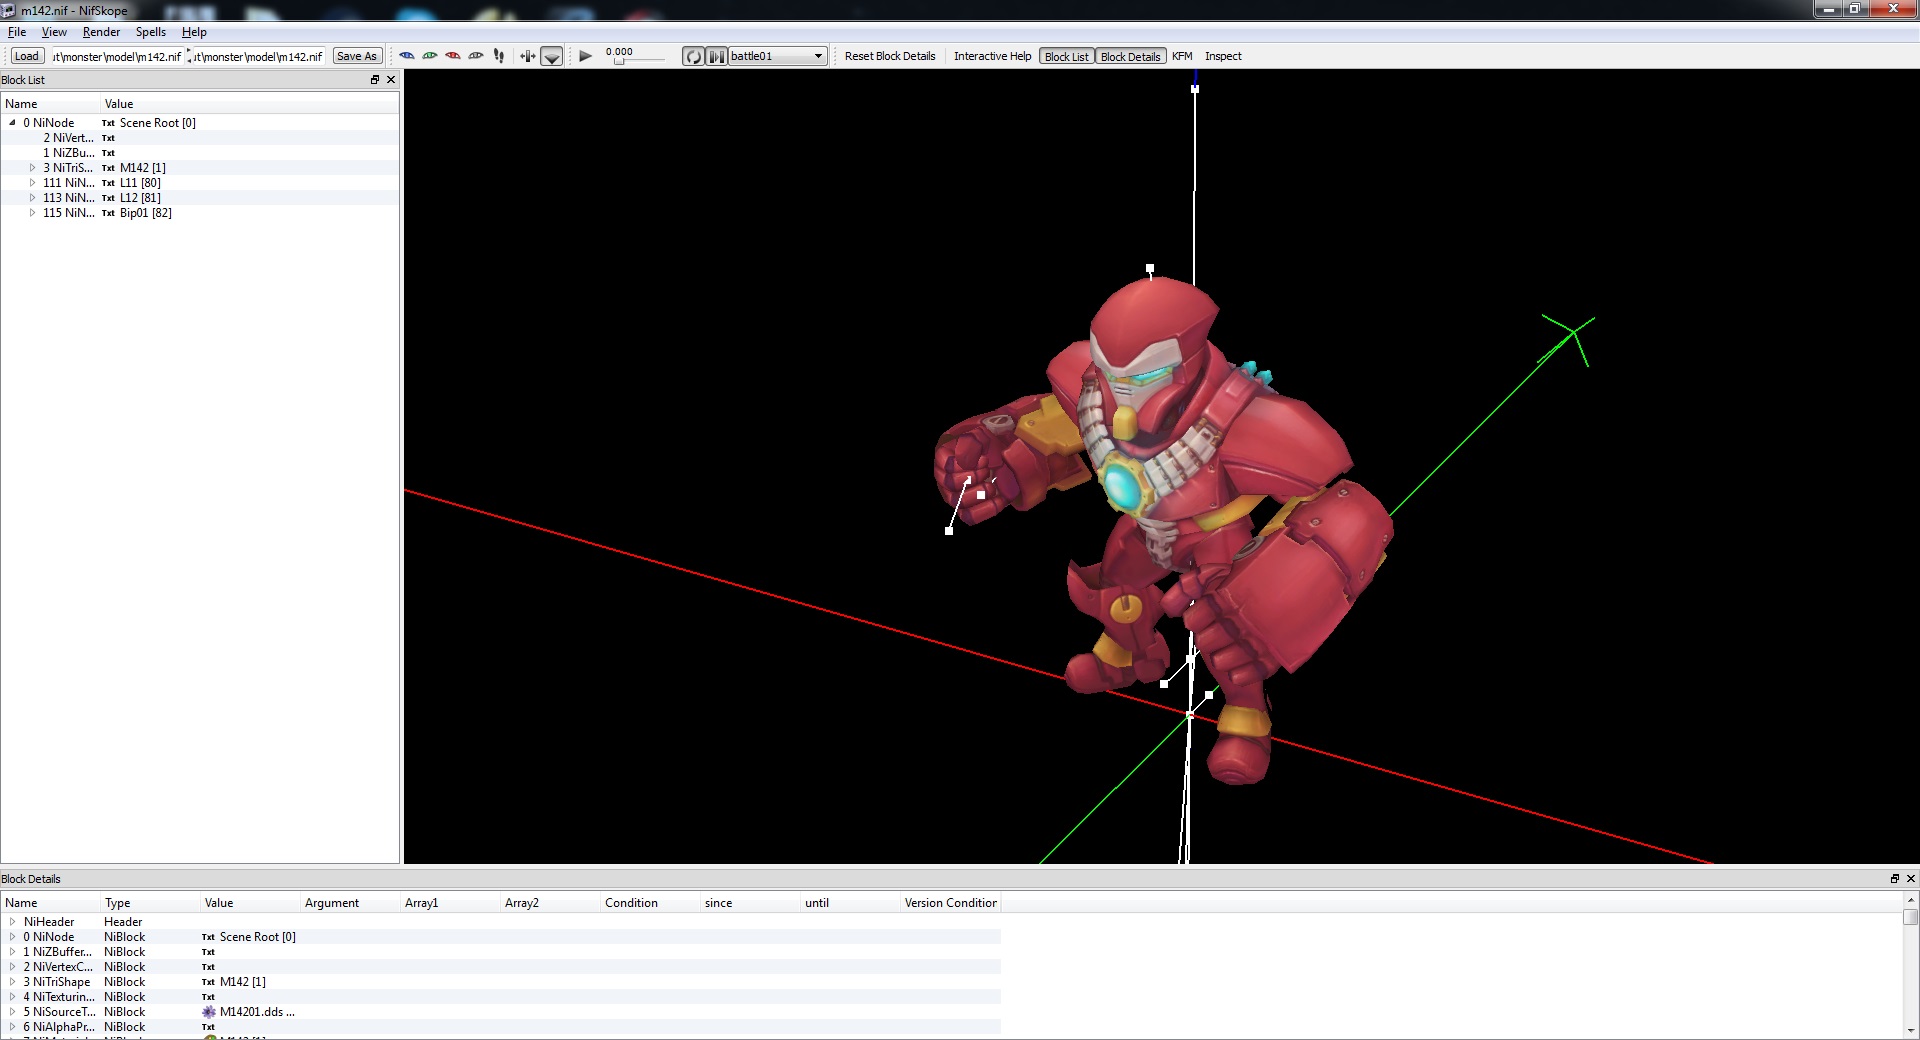 m142.nif - NifSkope
File View Render Spells Help
Load ut\monster\model\m142.nif ut\monster\model\m142.nif Save As 0.000 battle01 Reset Block Details Interactive Help Block List Block Details KFM Inspect
Block List
Name Value
0 NiNode Txt Scene Root [0]
2 NiVert... Txt
1 NiZBu... Txt
3 NiTriS... Txt M142 [1]
111 NiN... Txt L11 [80]
113 NiN... Txt L12 [81]
115 NiN... Txt Bip01 [82]
Block Details
Name Type Value Argument Array1 Array2 Condition since until Version Condition
NiHeader Header
0 NiNode NiBlock Txt Scene Root [0]
1 NiZBuffer... NiBlock Txt
2 NiVertexC... NiBlock Txt
3 NiTriShape NiBlock Txt M142 [1]
4 NiTexturin... NiBlock Txt
5 NiSourceT... NiBlock M14201.dds ...
6 NiAlphaPr... NiBlock Txt